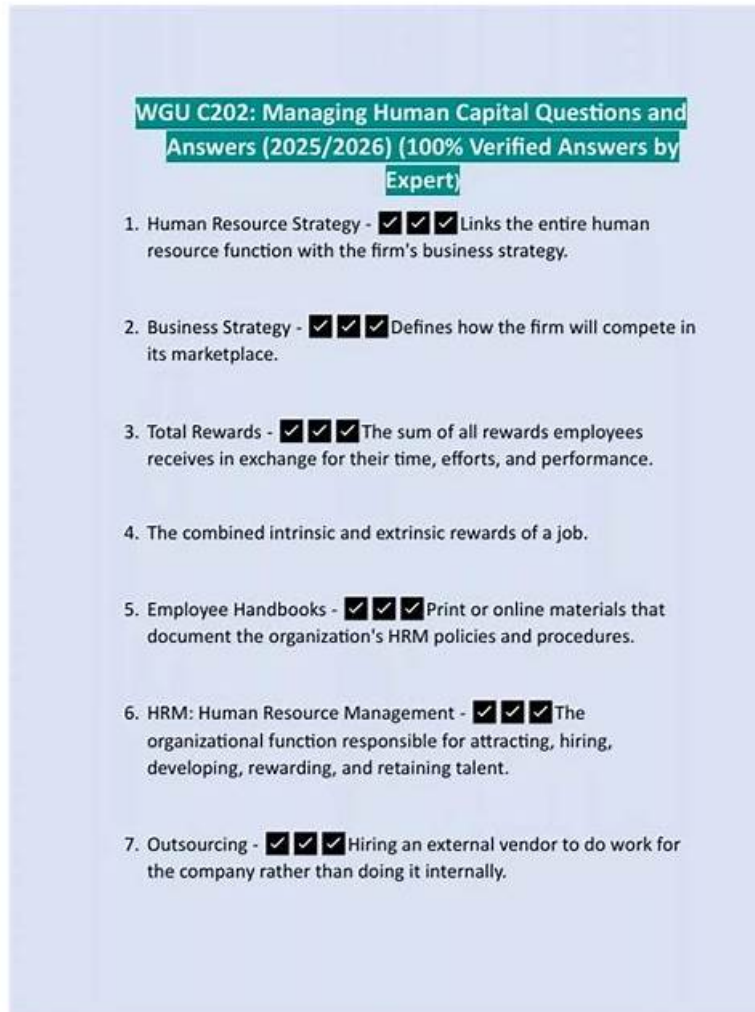 WGU C202: Managing Human Capital Questions and
Answers (2025/2026) (100% Verified Answers by
Expert)
1. Human Resource Strategy - ✅ ✅ ✅ Links the entire human
resource function with the firm's business strategy.
2. Business Strategy - ✅ ✅ ✅ Defines how the firm will compete in
its marketplace.
3. Total Rewards - ✅ ✅ ✅ The sum of all rewards employees
receives in exchange for their time, efforts, and performance.
4. The combined intrinsic and extrinsic rewards of a job.
5. Employee Handbooks - ✅ ✅ ✅ Print or online materials that
document the organization's HRM policies and procedures.
6. HRM: Human Resource Management - ✅ ✅ ✅ The
organizational function responsible for attracting, hiring,
developing, rewarding, and retaining talent.
7. Outsourcing - ✅ ✅ ✅ Hiring an external vendor to do work for
the company rather than doing it internally.